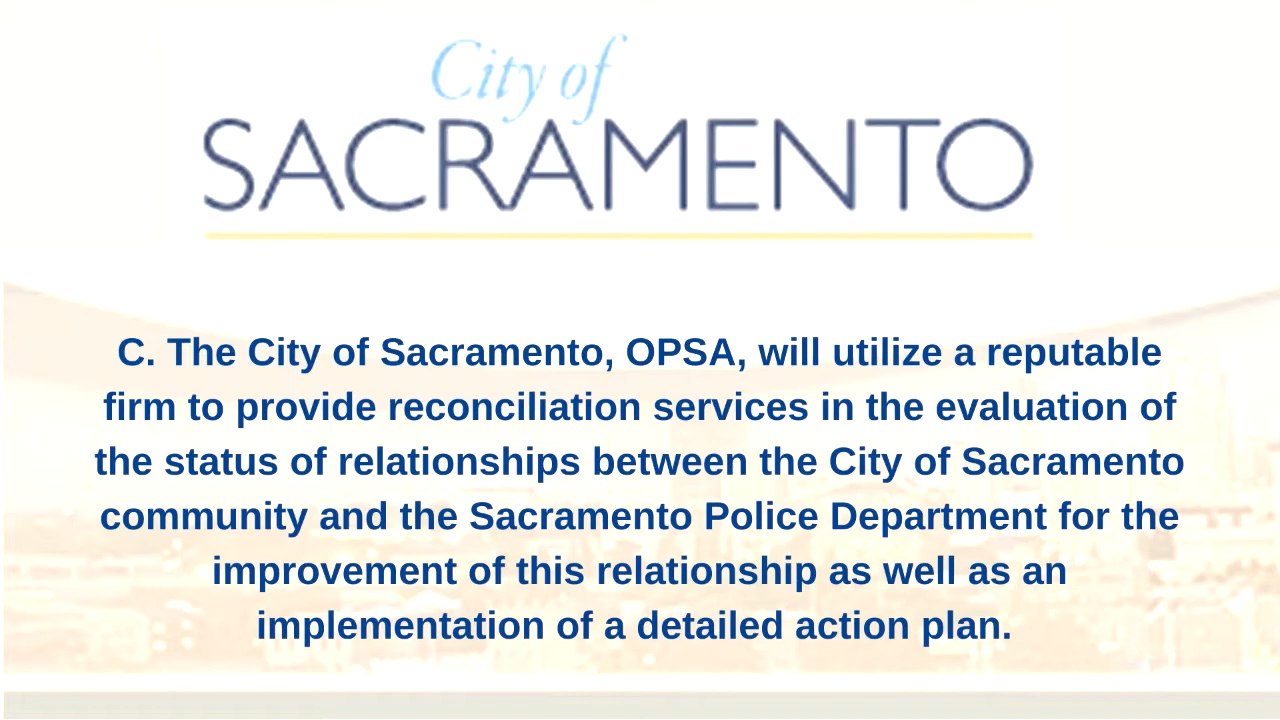 City of
SACRAMENTO
C. The City of Sacramento, OPSA, will utilize a reputable
firm to provide reconciliation services in the evaluation of
the status of relationships between the City of Sacramento
community and the Sacramento Police Department for the
improvement of this relationship as well as an
implementation of a detailed action plan.